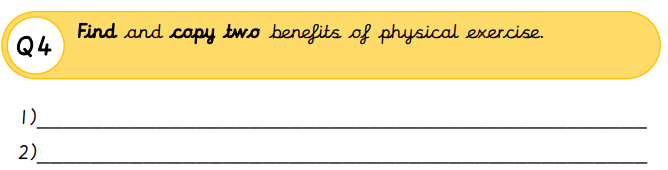 Q4 Find and copy two benefits of physical exercise.
1)
2)